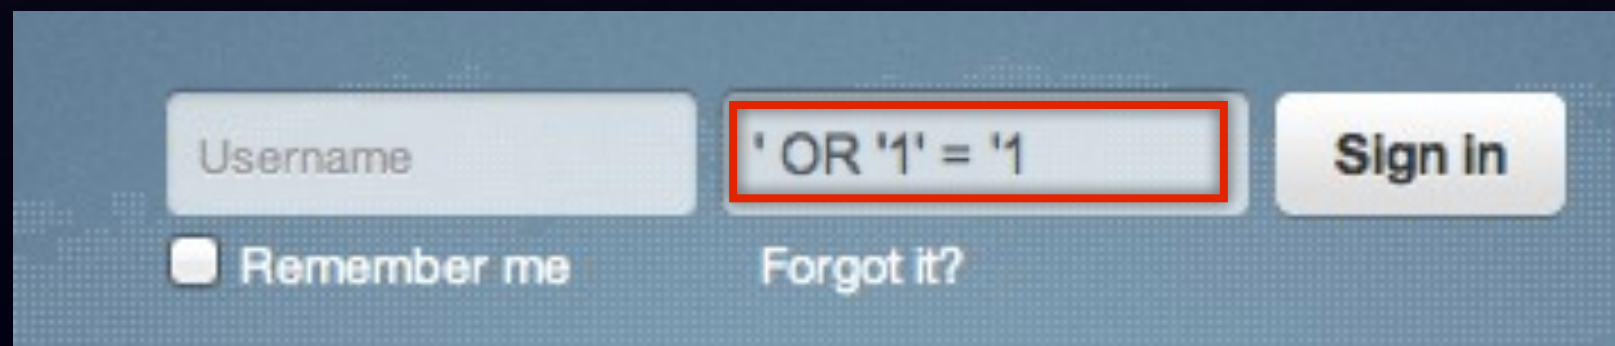 Username
' OR '1' = '1
Sign in
Remember me
Forgot it?